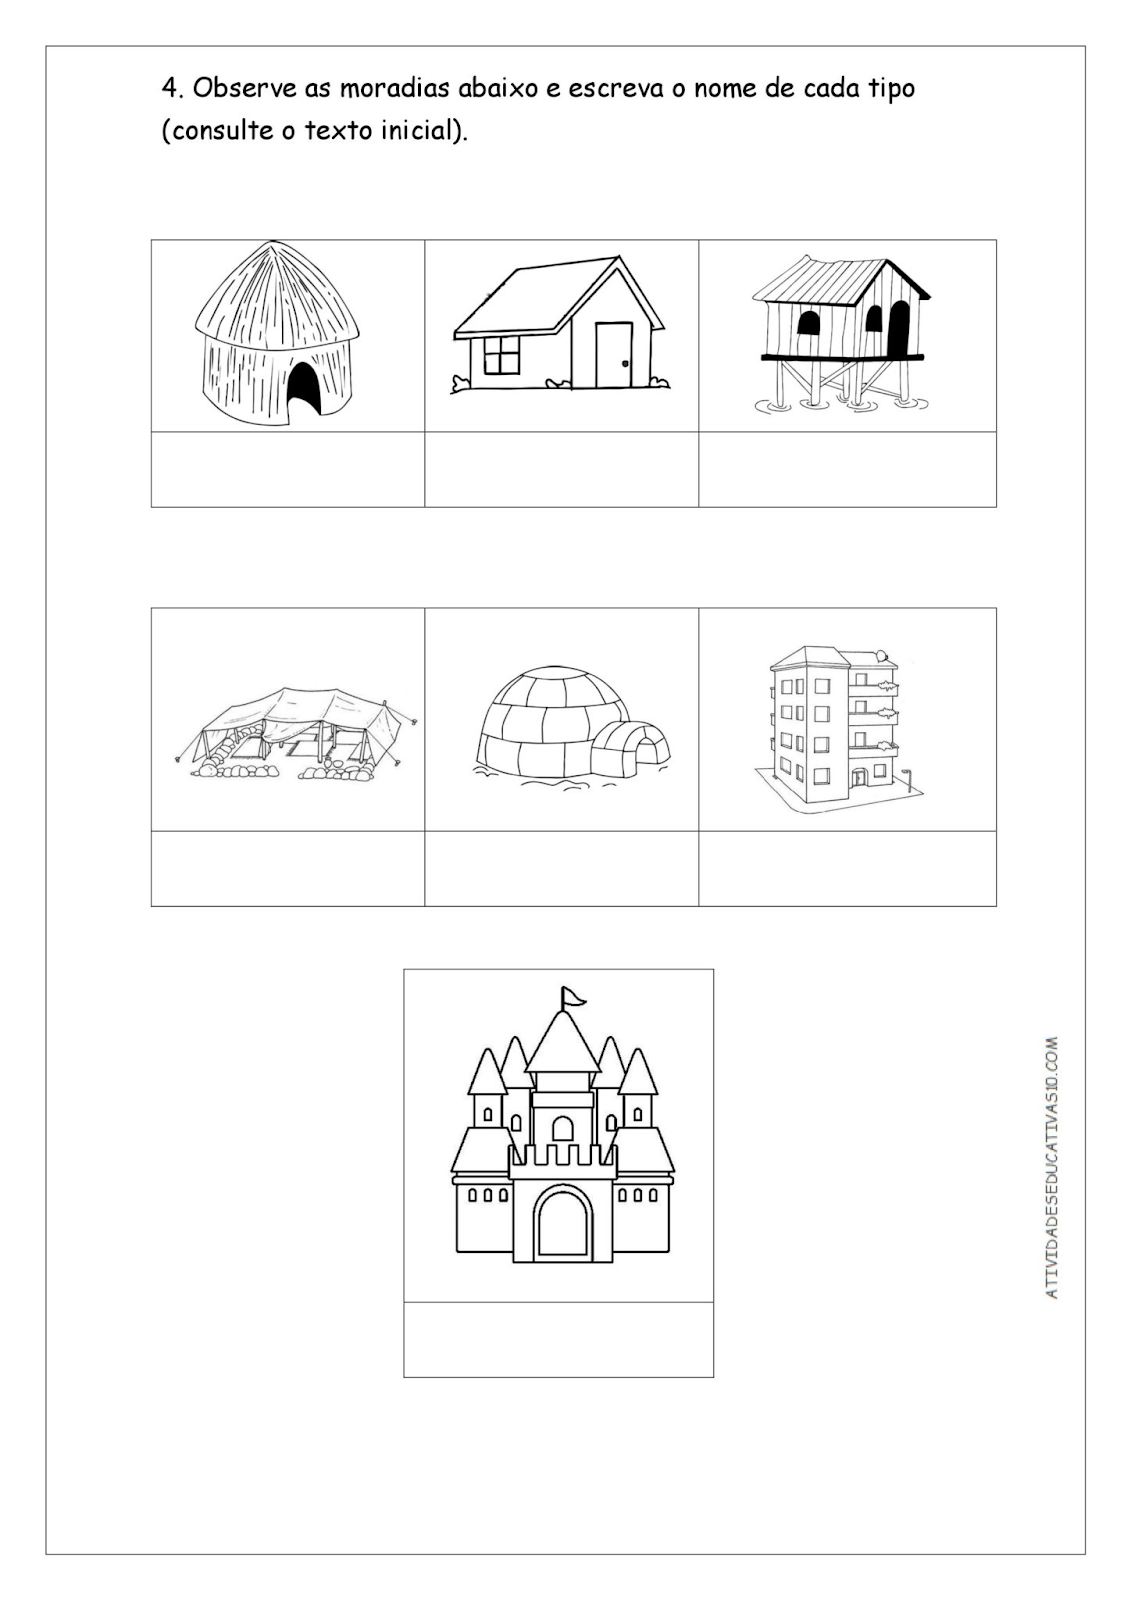 4. Observe as moradias abaixo e escreva o nome de cada tipo
(consulte o texto inicial).
ATIVIDADESEDUCATIVAS10.COM